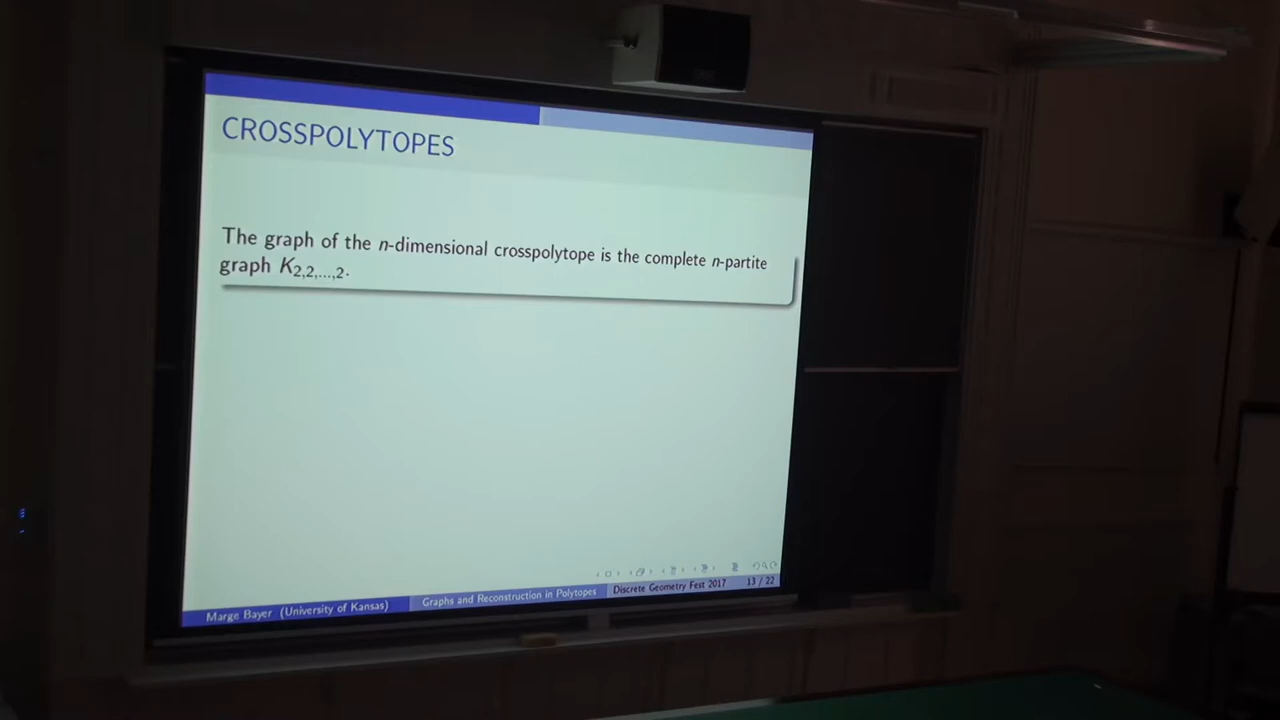 CROSSPOLYTOPES
The graph of the n-dimensional crosspolytope is the complete n-partite
graph K2,2,...,2.
Marge Bayer (University of Kansas) Graphs and Reconstruction in Polytopes Discrete Geometry Fest 2017 13 / 22